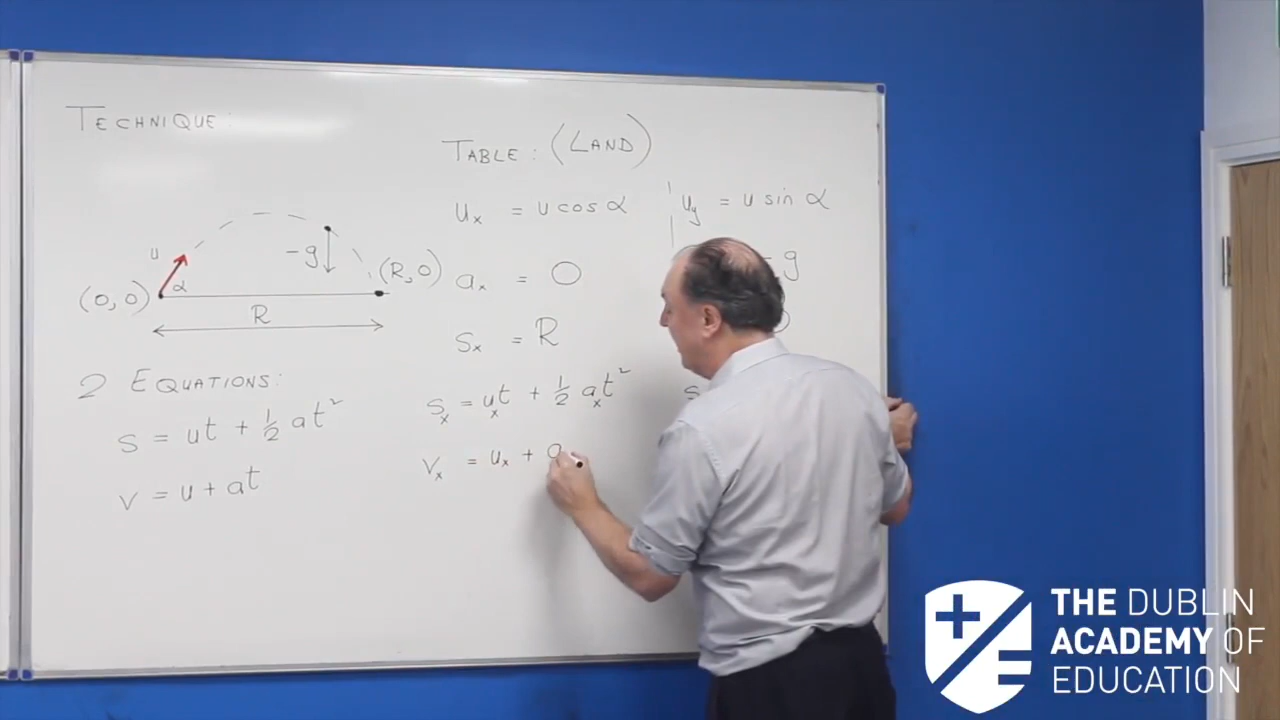 TECHNIQUE:
u
α
-g
(0,0)
(R,0)
R
2 EQUATIONS:
s = ut + ½ at²
v = u + at
TABLE: (LAND)
uₓ = u cos α
u_y = u sin α
aₓ = 0
-g
sₓ = R
sₓ = uₓt + ½ aₓt²
s
vₓ = uₓ +
THE DUBLIN
ACADEMY OF
EDUCATION